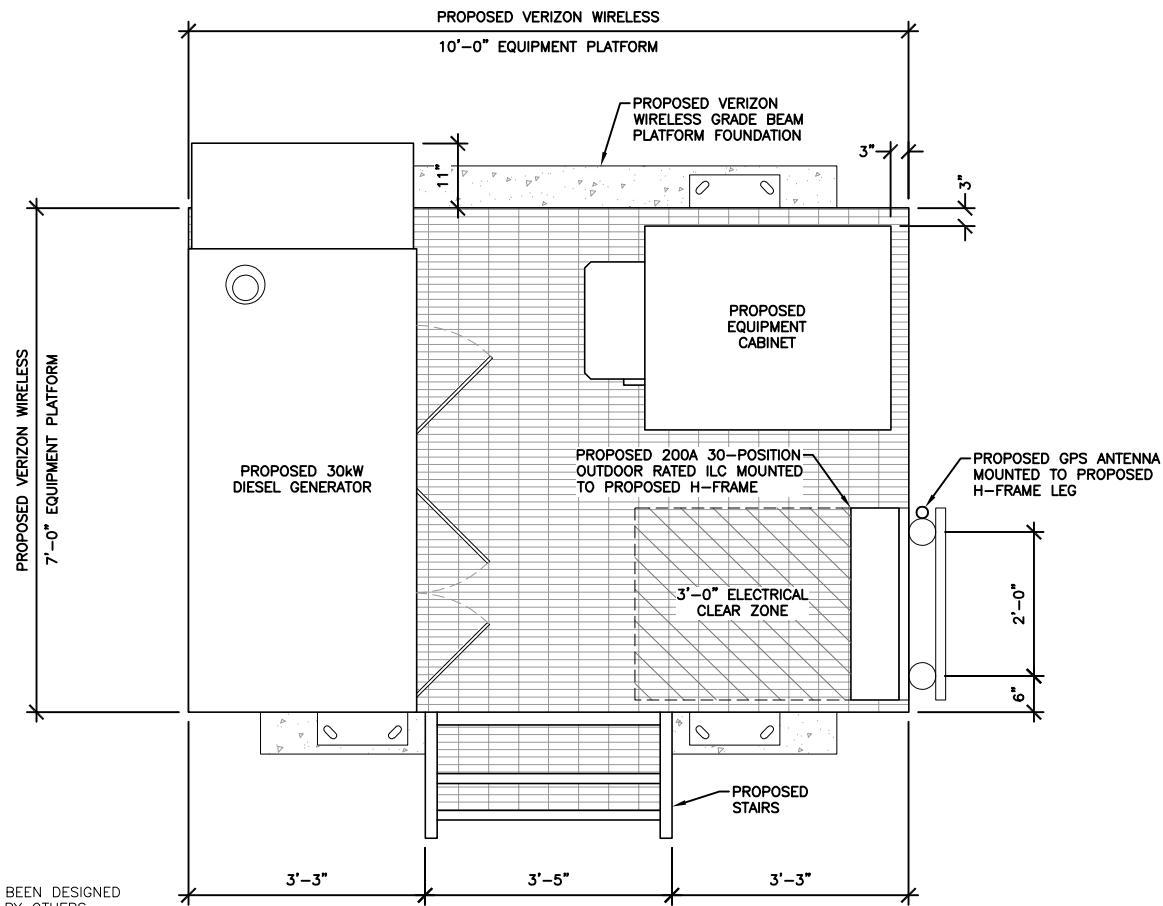 PROPOSED VERIZON WIRELESS
10'-0" EQUIPMENT PLATFORM
PROPOSED VERIZON
WIRELESS GRADE BEAM
PLATFORM FOUNDATION
3"
11"
3"
PROPOSED VERIZON WIRELESS
7'-0" EQUIPMENT PLATFORM
PROPOSED
EQUIPMENT
CABINET
PROPOSED 30kW
DIESEL GENERATOR
PROPOSED 200A 30-POSITION
OUTDOOR RATED ILC MOUNTED
TO PROPOSED H-FRAME
PROPOSED GPS ANTENNA
MOUNTED TO PROPOSED
H-FRAME LEG
3'-0" ELECTRICAL
CLEAR ZONE
2'-0"
6"
PROPOSED
STAIRS
3'-3"
3'-5"
3'-3"
BEEN DESIGNED
BY OTHERS